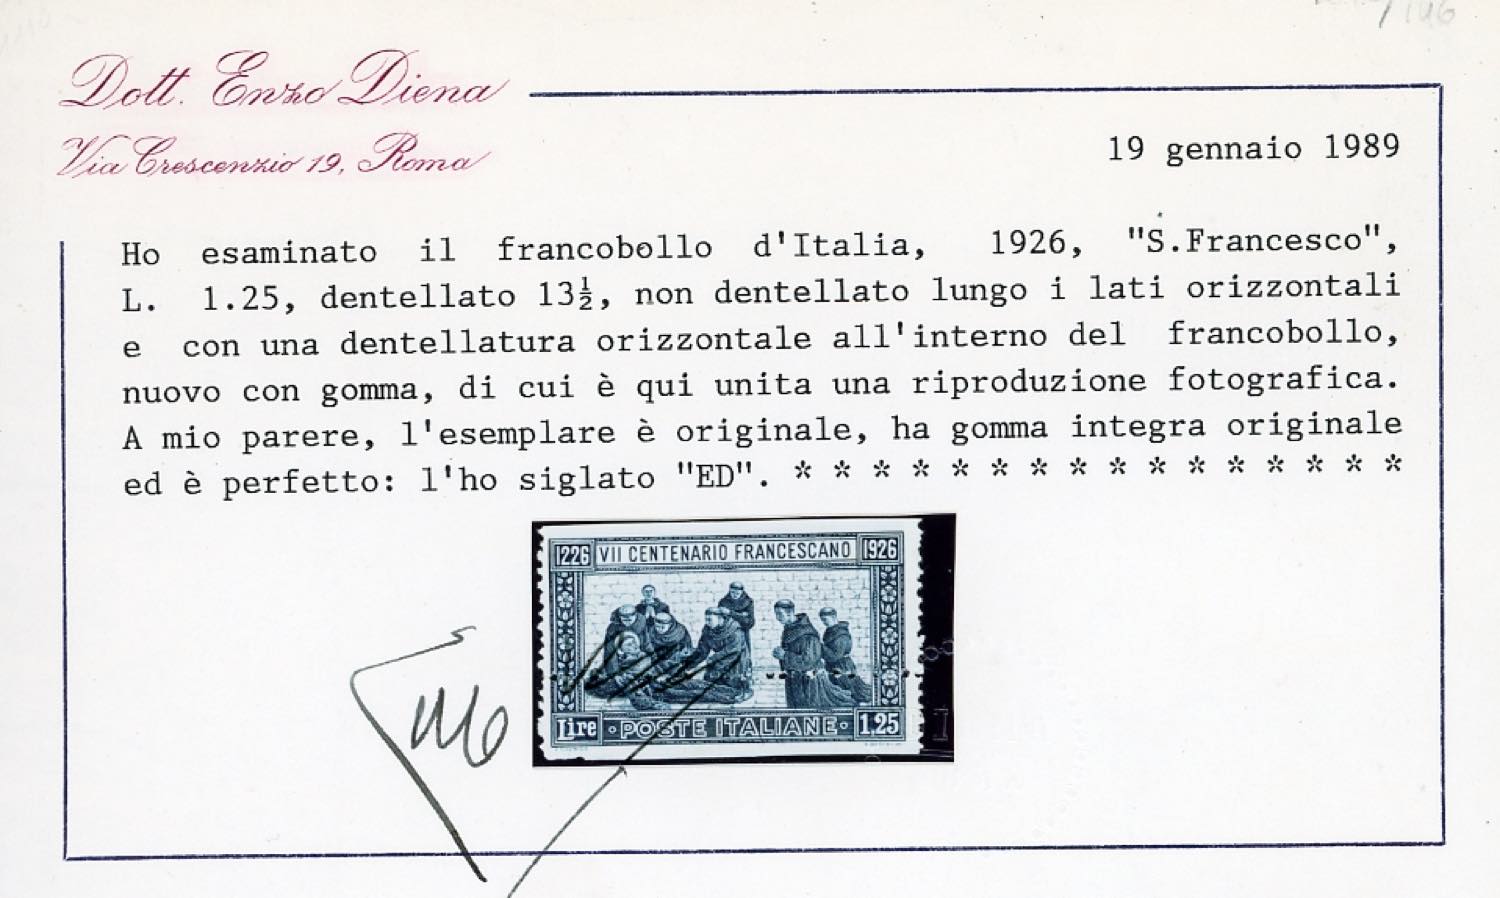 Dott. Enzo Diena
Via Crescenzio 19, Roma
19 gennaio 1989
Ho esaminato il francobollo d'Italia, 1926, "S.Francesco",
L. 1.25, dentellato 13½, non dentellato lungo i lati orizzontali
e con una dentellatura orizzontale all'interno del francobollo,
nuovo con gomma, di cui è qui unita una riproduzione fotografica.
A mio parere, l'esemplare è originale, ha gomma integra originale
ed è perfetto: l'ho siglato "ED". * * * * * * * * * * * * * * * *
1226 VII CENTENARIO FRANCESCANO 1926
Lire · POSTE ITALIANE · 1,25